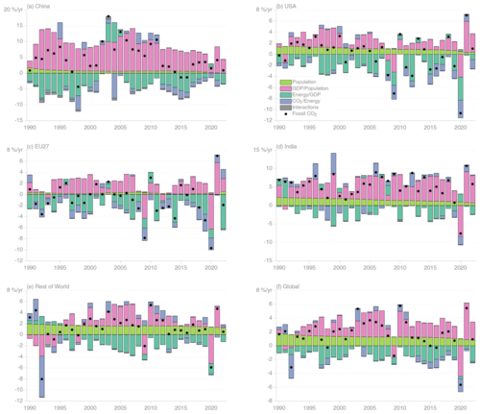 20 %/yr (a) China
15
10
5
0
-5
-10
-15
1990 1995 2000 2005 2010 2015 2020
8 %/yr (b) USA
6
4
2
0
-2
-4
-6
-8
-10
-12
Population
GDP/Population
Energy/GDP
CO₂/Energy
Interactions
Fossil CO₂
1990 1995 2000 2005 2010 2015 2020
8 %/yr (c) EU27
6
4
2
0
-2
-4
-6
-8
-10
-12
1990 1995 2000 2005 2010 2015 2020
15 %/yr (d) India
10
5
0
-5
-10
-15
1990 1995 2000 2005 2010 2015 2020
8 %/yr (e) Rest of World
6
4
2
0
-2
-4
-6
-8
-10
-12
1990 1995 2000 2005 2010 2015 2020
8 %/yr (f) Global
6
4
2
0
-2
-4
-6
-8
1990 1995 2000 2005 2010 2015 2020